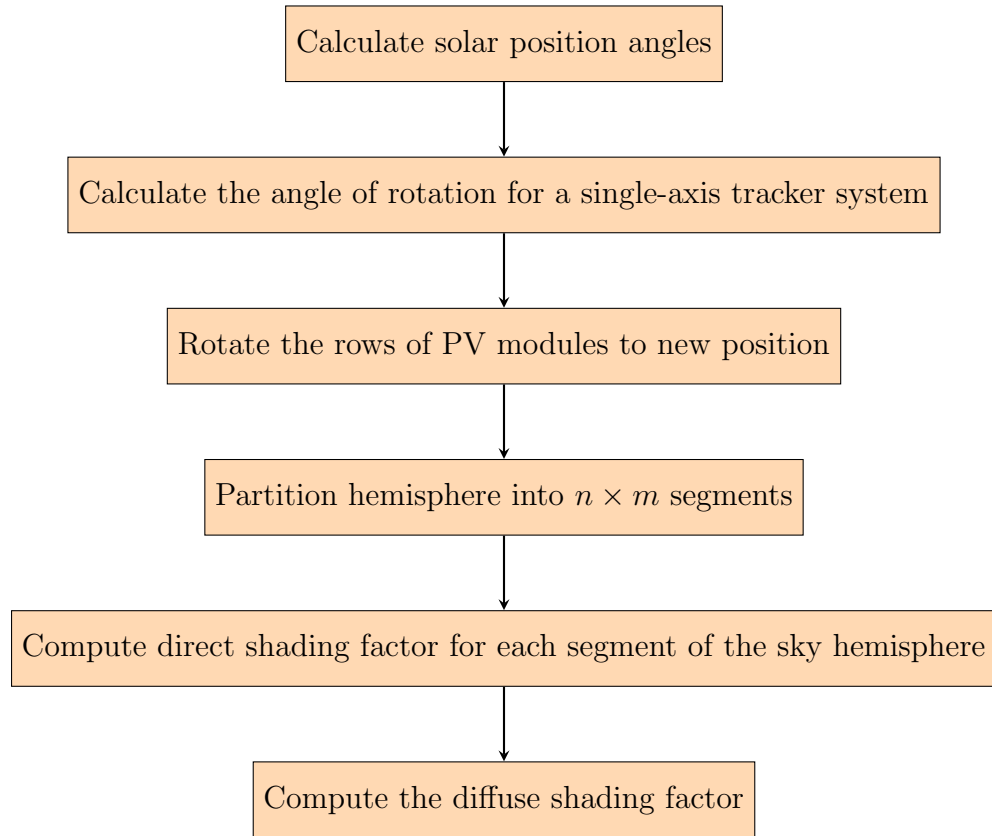 Calculate solar position angles
Calculate the angle of rotation for a single-axis tracker system
Rotate the rows of PV modules to new position
Partition hemisphere into n × m segments
Compute direct shading factor for each segment of the sky hemisphere
Compute the diffuse shading factor